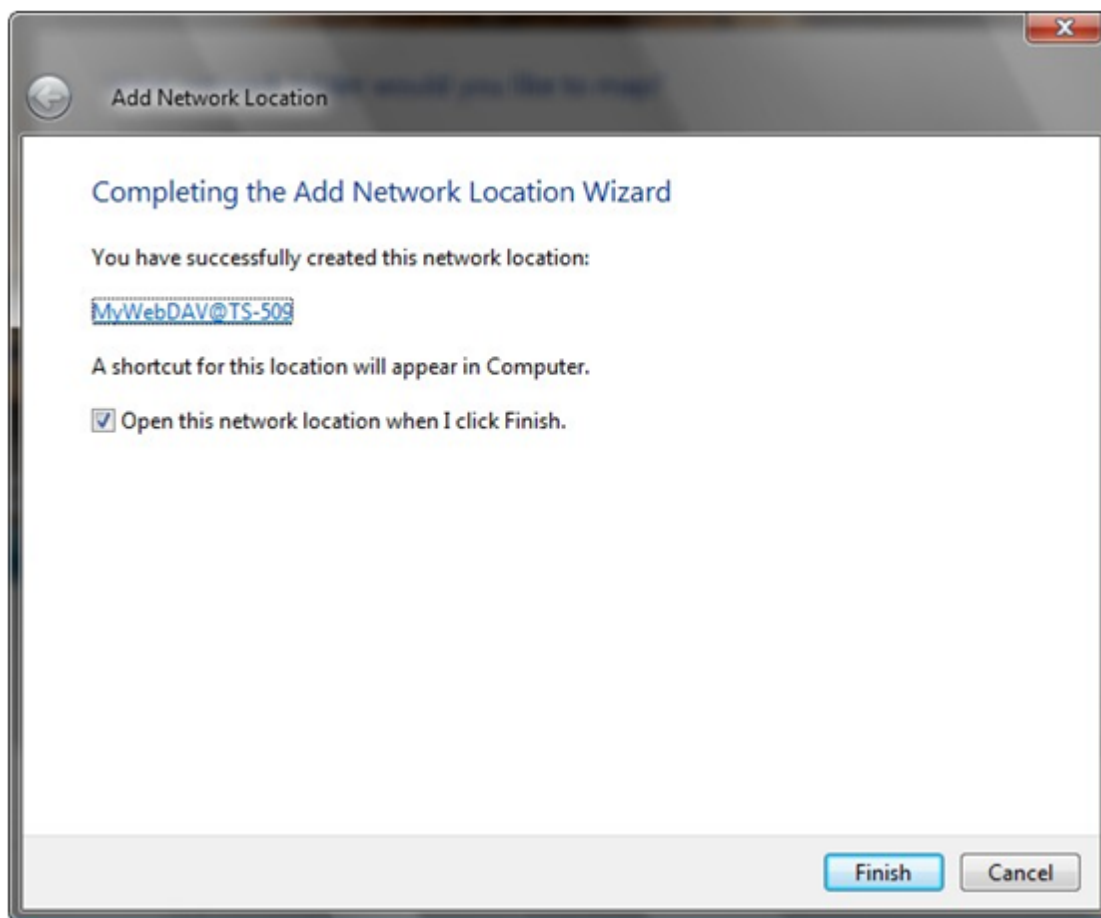 Add Network Location
Completing the Add Network Location Wizard
You have successfully created this network location:
MyWebDAV@TS-509
A shortcut for this location will appear in Computer.
Open this network location when I click Finish.
Finish
Cancel